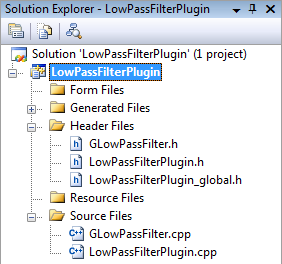 Solution Explorer - LowPassFilterPlugin
Solution 'LowPassFilterPlugin' (1 project)
LowPassFilterPlugin
Form Files
Generated Files
Header Files
GLowPassFilter.h
LowPassFilterPlugin.h
LowPassFilterPlugin_global.h
Resource Files
Source Files
GLowPassFilter.cpp
LowPassFilterPlugin.cpp